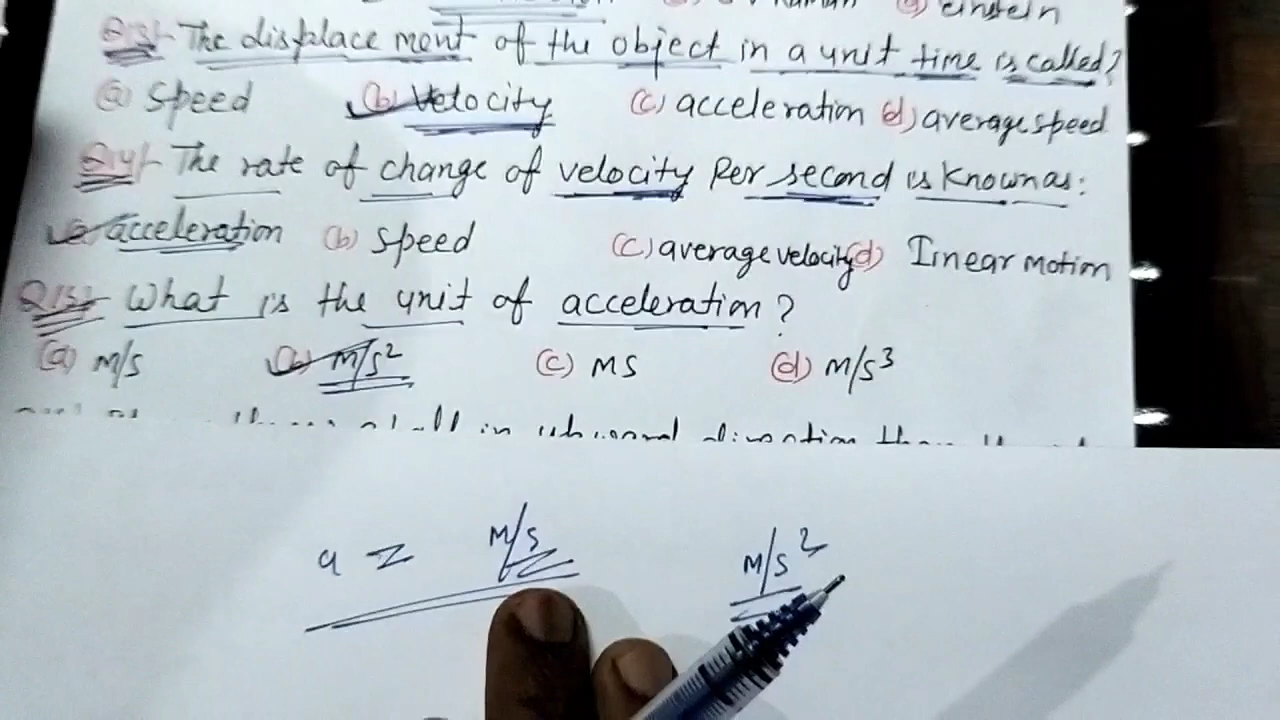 (d) einstein
Q13- The displace ment of the object in a unit time is called?
(a) Speed (b) Velocity (c) acceleration (d) average speed
Q14- The rate of change of velocity Per second is Known as:
(a) acceleration (b) Speed (c) average velocity (d) Linear motion
Q15- What is the unit of acceleration?
(a) M/S (b) M/S² (c) MS (d) M/S³
a = M/S M/S²